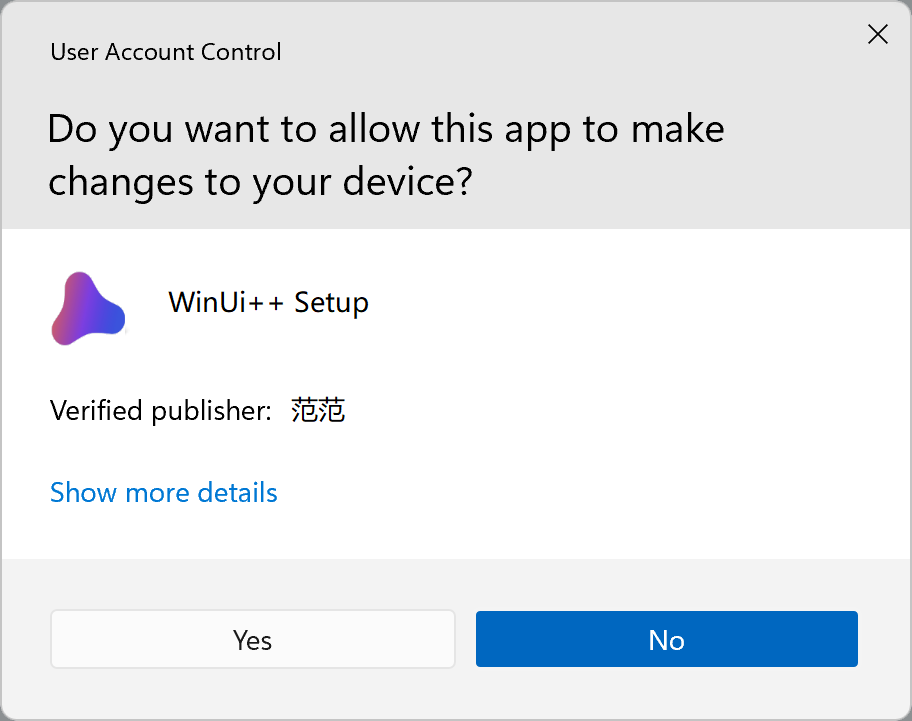 User Account Control
Do you want to allow this app to make
changes to your device?
WinUi++ Setup
Verified publisher: 范范
Show more details
Yes
No